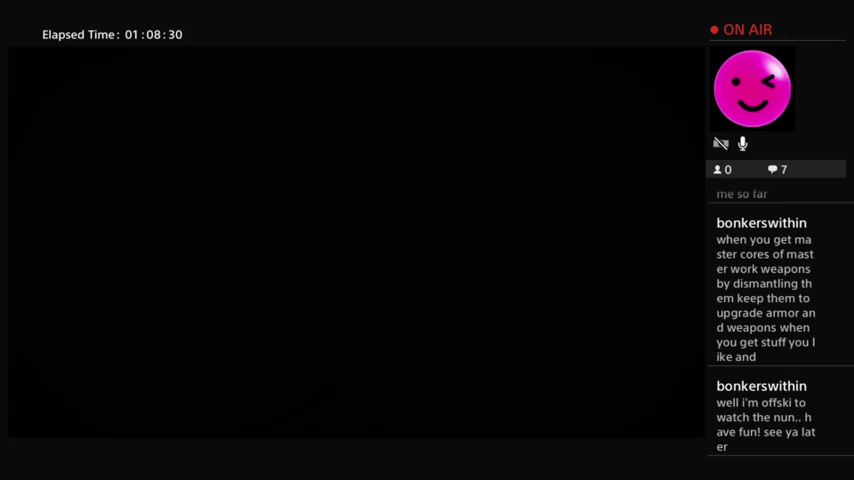 Elapsed Time: 01:08:30
ON AIR
0 7
me so far
bonkerswithin
when you get ma
ster cores of mast
er work weapons
by dismantling th
em keep them to
upgrade armor an
d weapons when
you get stuff you l
ike and
bonkerswithin
well i'm offski to
watch the nun.. h
ave fun! see ya lat
er